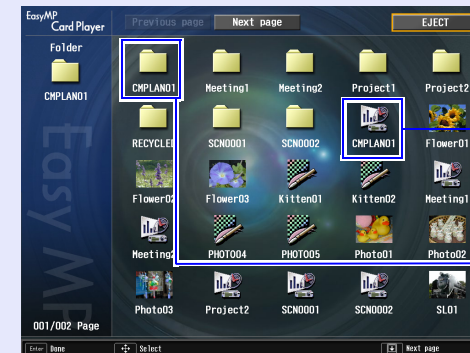 EasyMP
Card Player
Previous page
Next page
EJECT
Folder
CMPLAN01
CMPLAN01
Meeting1
Meeting2
Project1
Project2
RECYCLED
SCN0001
SCN0002
CMPLAN01
Flower01
Flower02
Flower03
Kitten01
Kitten02
Meeting1
Meeting2
PHOTO04
PHOTO05
Photo01
Photo02
Photo03
Project2
SCN0001
SCN0002
SL01
Easy MP
001/002 Page
Enter Done
Select
Next page